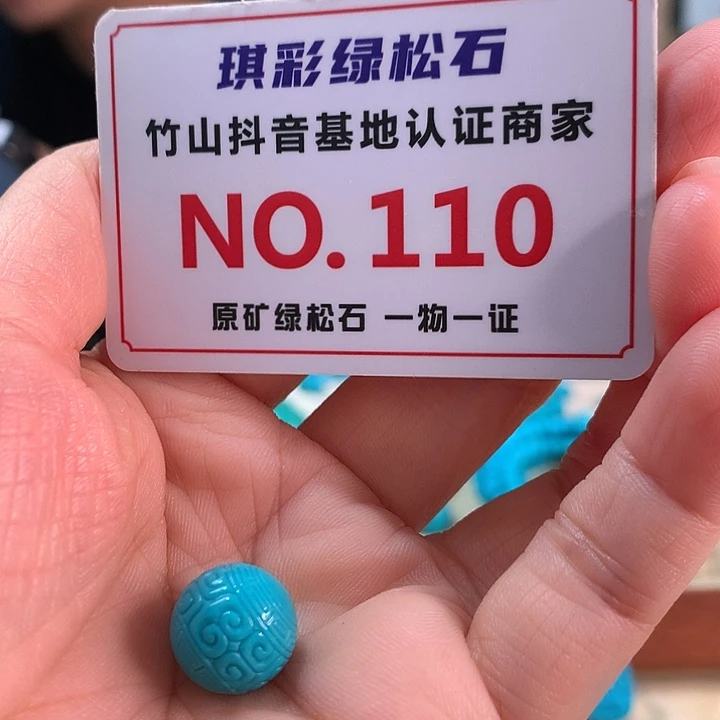 琪彩绿松石
竹山抖音基地认证商家
NO.110
原矿绿松石 一物一证